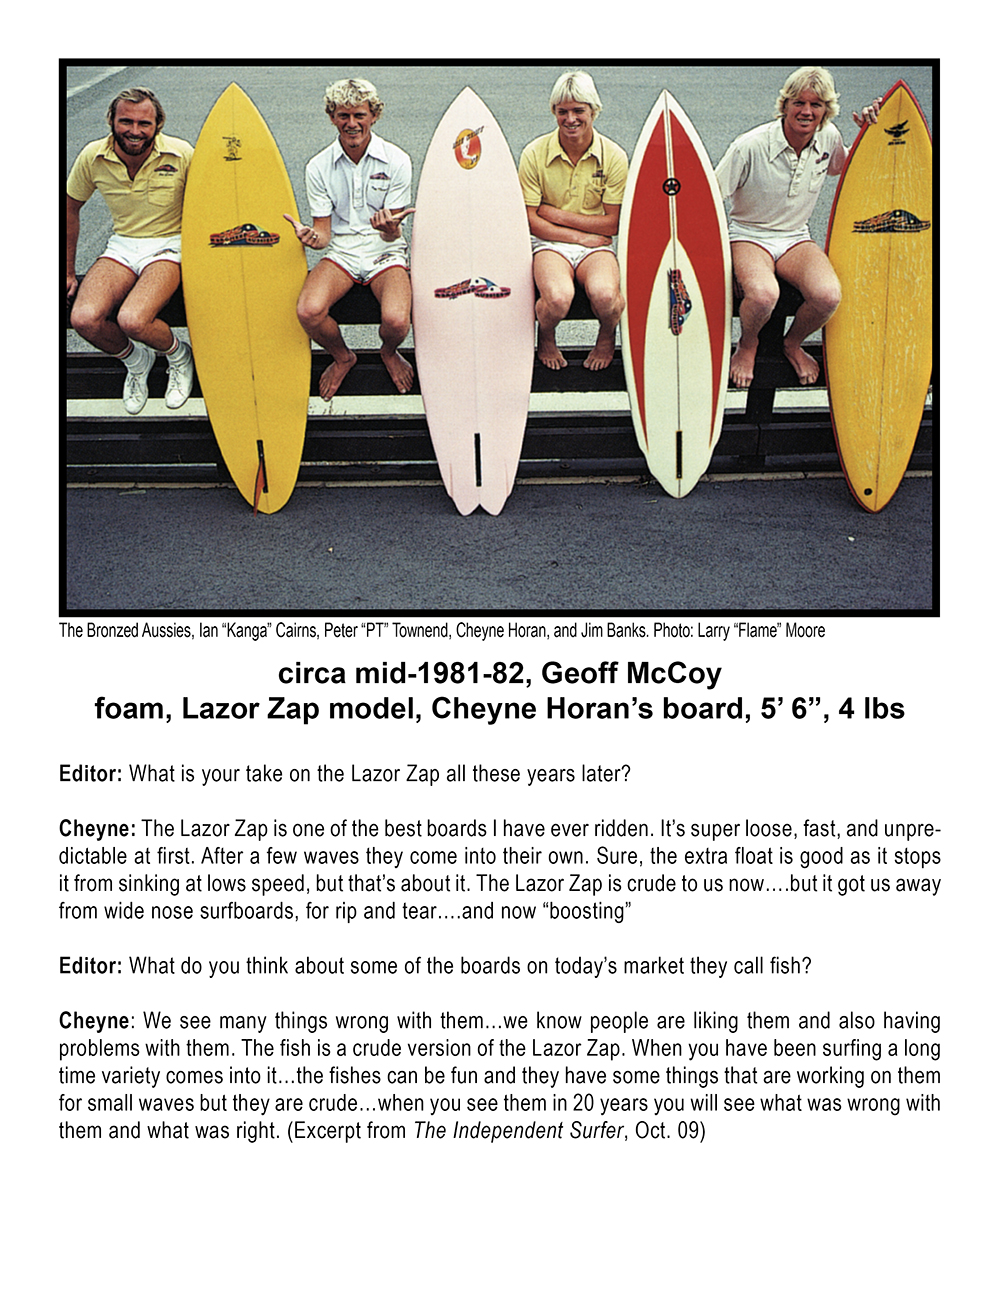 The Bronzed Aussies, Ian “Kanga” Cairns, Peter “PT” Townend, Cheyne Horan, and Jim Banks. Photo: Larry “Flame” Moore
circa mid-1981-82, Geoff McCoy
foam, Lazor Zap model, Cheyne Horan’s board, 5’ 6”, 4 lbs
Editor: What is your take on the Lazor Zap all these years later?
Cheyne: The Lazor Zap is one of the best boards I have ever ridden. It’s super loose, fast, and unpre-
dictable at first. After a few waves they come into their own. Sure, the extra float is good as it stops
it from sinking at lows speed, but that’s about it. The Lazor Zap is crude to us now….but it got us away
from wide nose surfboards, for rip and tear….and now “boosting”
Editor: What do you think about some of the boards on today’s market they call fish?
Cheyne: We see many things wrong with them…we know people are liking them and also having
problems with them. The fish is a crude version of the Lazor Zap. When you have been surfing a long
time variety comes into it…the fishes can be fun and they have some things that are working on them
for small waves but they are crude…when you see them in 20 years you will see what was wrong with
them and what was right. (Excerpt from The Independent Surfer, Oct. 09)